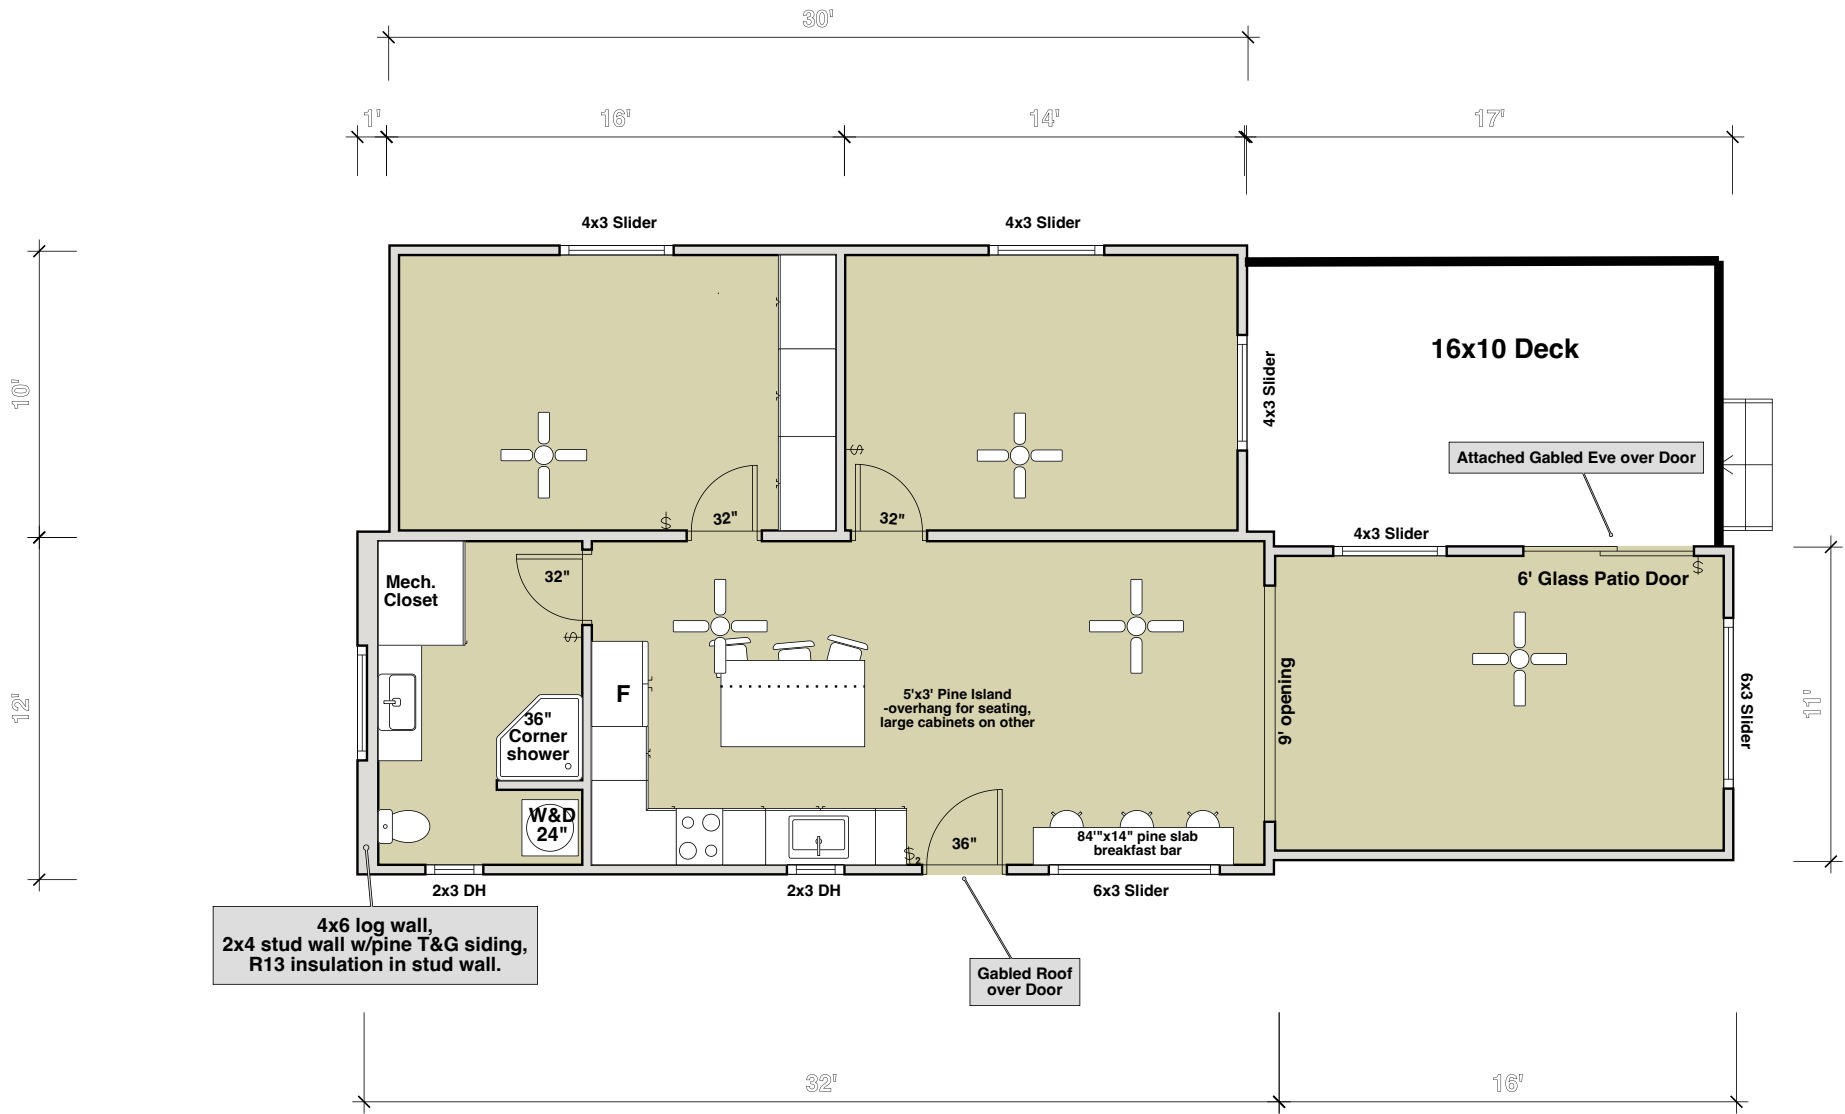 30'
1'
16'
14'
17'
4x3 Slider
4x3 Slider
10'
16x10 Deck
4x3 Slider
Attached Gabled Eve over Door
$
$
32"
32"
4x3 Slider
12'
Mech.
Closet
32"
$
6' Glass Patio Door
$
11'
F
36"
Corner
shower
5'x3' Pine Island
-overhang for seating,
large cabinets on other
9' opening
6x3 Slider
W&D
24"
$2
36"
84'"x14" pine slab
breakfast bar
2x3 DH
2x3 DH
6x3 Slider
4x6 log wall,
2x4 stud wall w/pine T&G siding,
R13 insulation in stud wall.
Gabled Roof
over Door
32'
16'